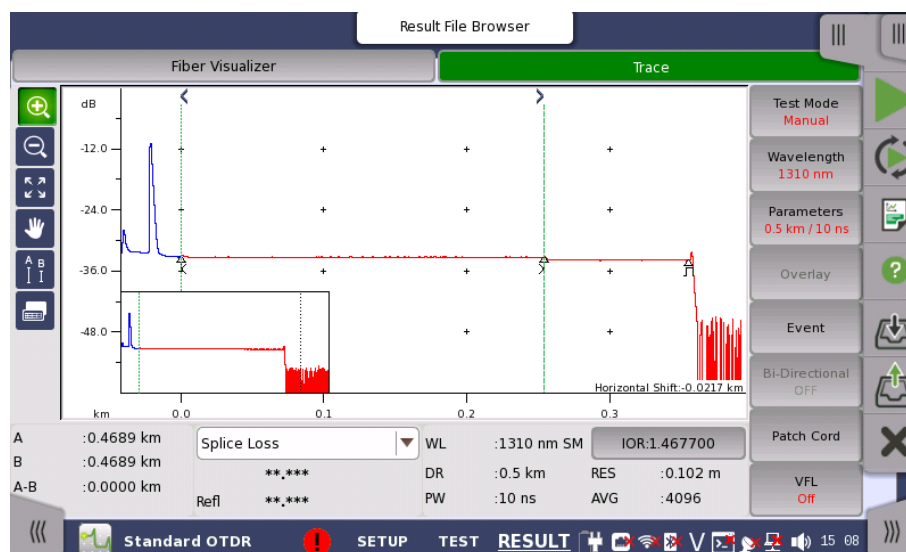 Result File Browser
Fiber Visualizer
Trace
dB
-12.0
-24.0
-36.0
-48.0
Horizontal Shift:-0.0217 km
km 0.0 0.1 0.2 0.3
Test Mode
Manual
Wavelength
1310 nm
Parameters
0.5 km / 10 ns
Overlay
Event
Bi-Directional
OFF
Patch Cord
VFL
Off
A :0.4689 km
B :0.4689 km
A-B :0.0000 km
Splice Loss
**.***
Refl **.***
WL :1310 nm SM
IOR:1.467700
DR :0.5 km RES :0.102 m
PW :10 ns AVG :4096
Standard OTDR
SETUP TEST RESULT
15 08